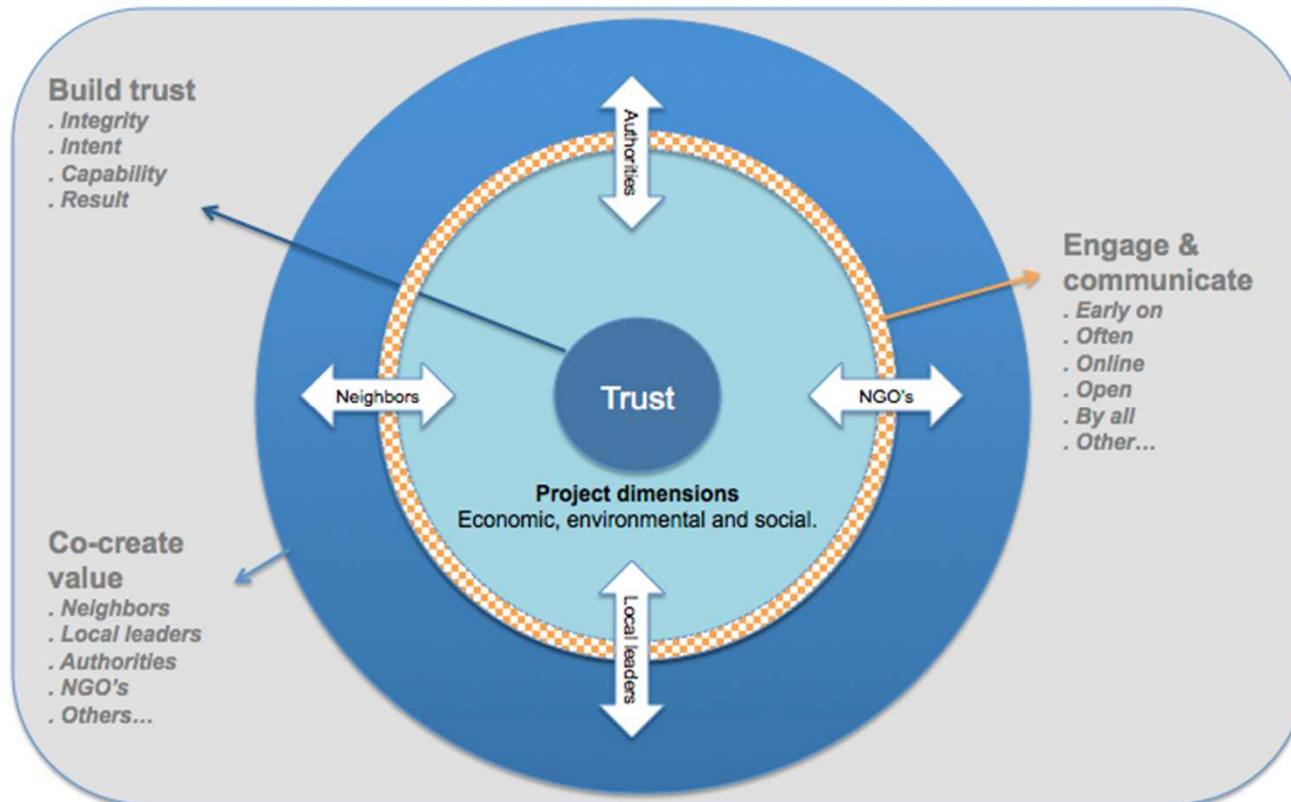 Build trust
. Integrity
. Intent
. Capability
. Result
Authorities
Engage &
communicate
. Early on
. Often
. Online
. Open
. By all
. Other...
Neighbors
Trust
NGO's
Project dimensions
Economic, environmental and social.
Co-create
value
. Neighbors
. Local leaders
. Authorities
. NGO's
. Others...
Local leaders